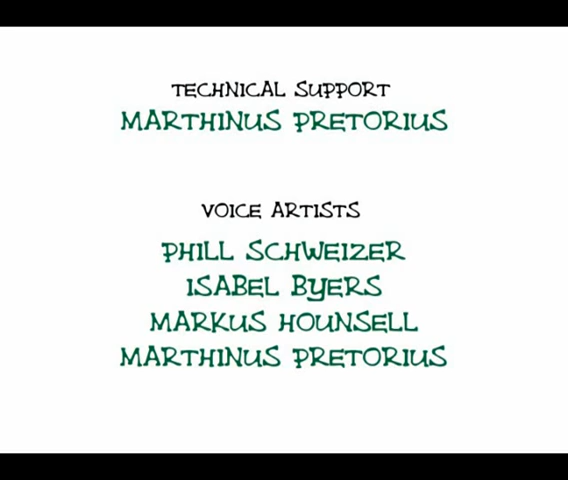 TECHNICAL SUPPORT
MARTHINUS PRETORIUS
VOICE ARTISTS
PHILL SCHWEIZER
ISABEL BYERS
MARKUS HOUNSELL
MARTHINUS PRETORIUS